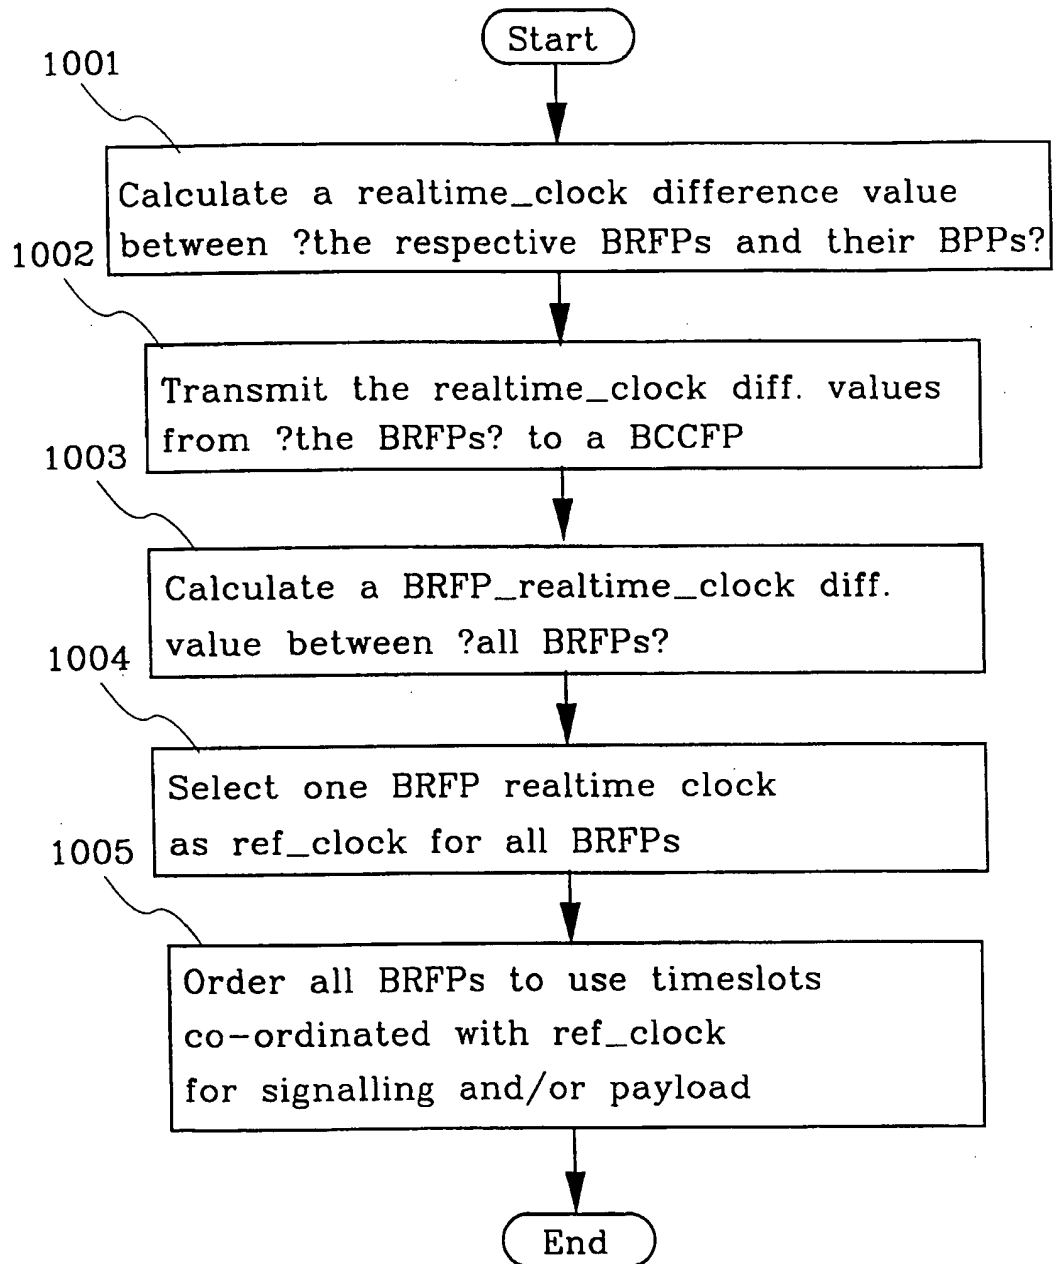 Start
1001
Calculate a realtime_clock difference value
between ?the respective BRFPs and their BPPs?
1002
Transmit the realtime_clock diff. values
from ?the BRFPs? to a BCCFP
1003
Calculate a BRFP_realtime_clock diff.
value between ?all BRFPs?
1004
Select one BRFP realtime clock
as ref_clock for all BRFPs
1005
Order all BRFPs to use timeslots
co-ordinated with ref_clock
for signalling and/or payload
End